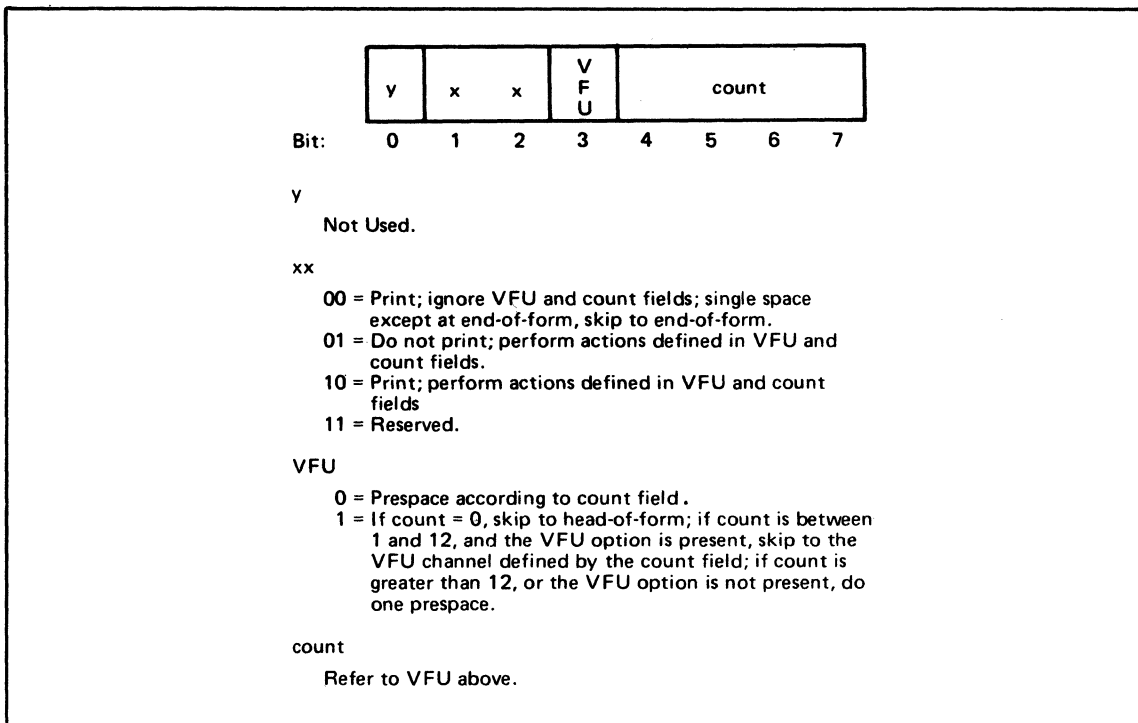 y x x V F U count
Bit: 0 1 2 3 4 5 6 7
y
Not Used.
xx
00 = Print; ignore VFU and count fields; single space
except at end-of-form, skip to end-of-form.
01 = Do not print; perform actions defined in VFU and
count fields.
10 = Print; perform actions defined in VFU and count
fields
11 = Reserved.
VFU
0 = Prespace according to count field.
1 = If count = 0, skip to head-of-form; if count is between
1 and 12, and the VFU option is present, skip to the
VFU channel defined by the count field; if count is
greater than 12, or the VFU option is not present, do
one prespace.
count
Refer to VFU above.